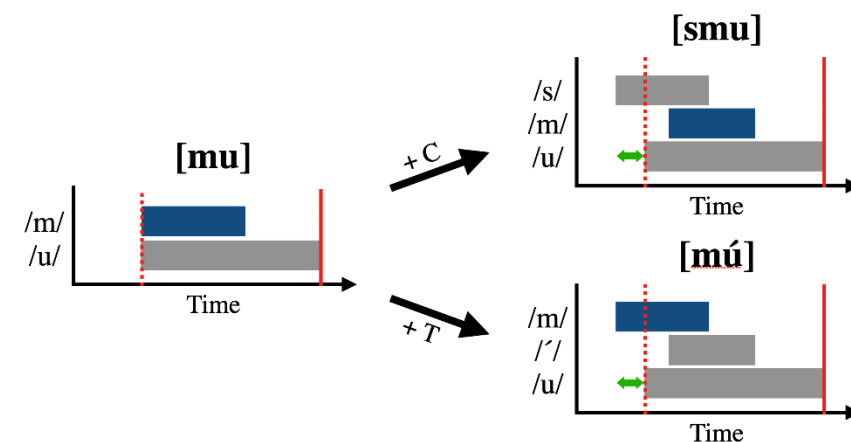 [mu]
/m/
/u/
Time
+ C
+ T
[smu]
/s/
/m/
/u/
Time
[mú]
/m/
/´/
/u/
Time